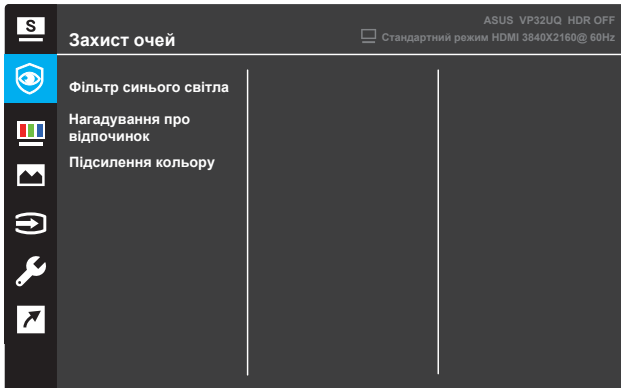 S
ASUS VP32UQ HDR OFF
Захист очей
Стандартний режим HDMI 3840X2160@ 60Hz
Фільтр синього світла
Нагадування про
відпочинок
Підсилення кольору